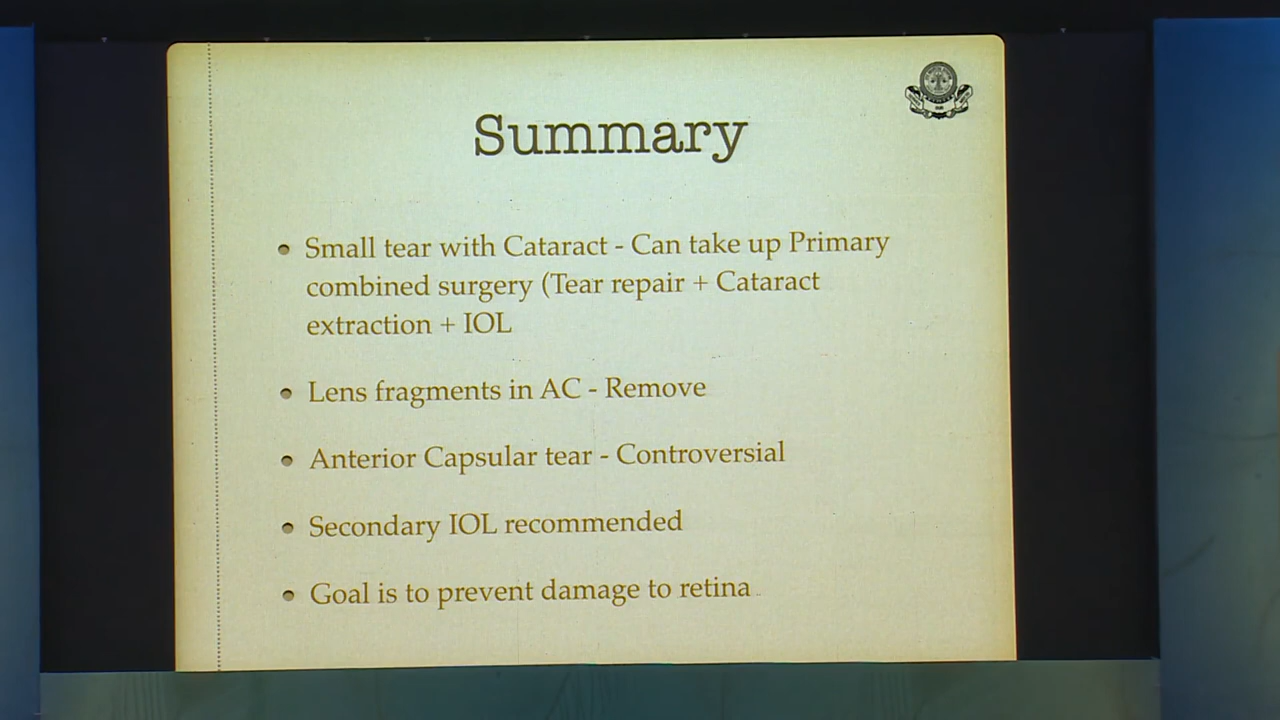 Summary
Small tear with Cataract - Can take up Primary
combined surgery (Tear repair + Cataract
extraction + IOL
Lens fragments in AC - Remove
Anterior Capsular tear - Controversial
Secondary IOL recommended
Goal is to prevent damage to retina